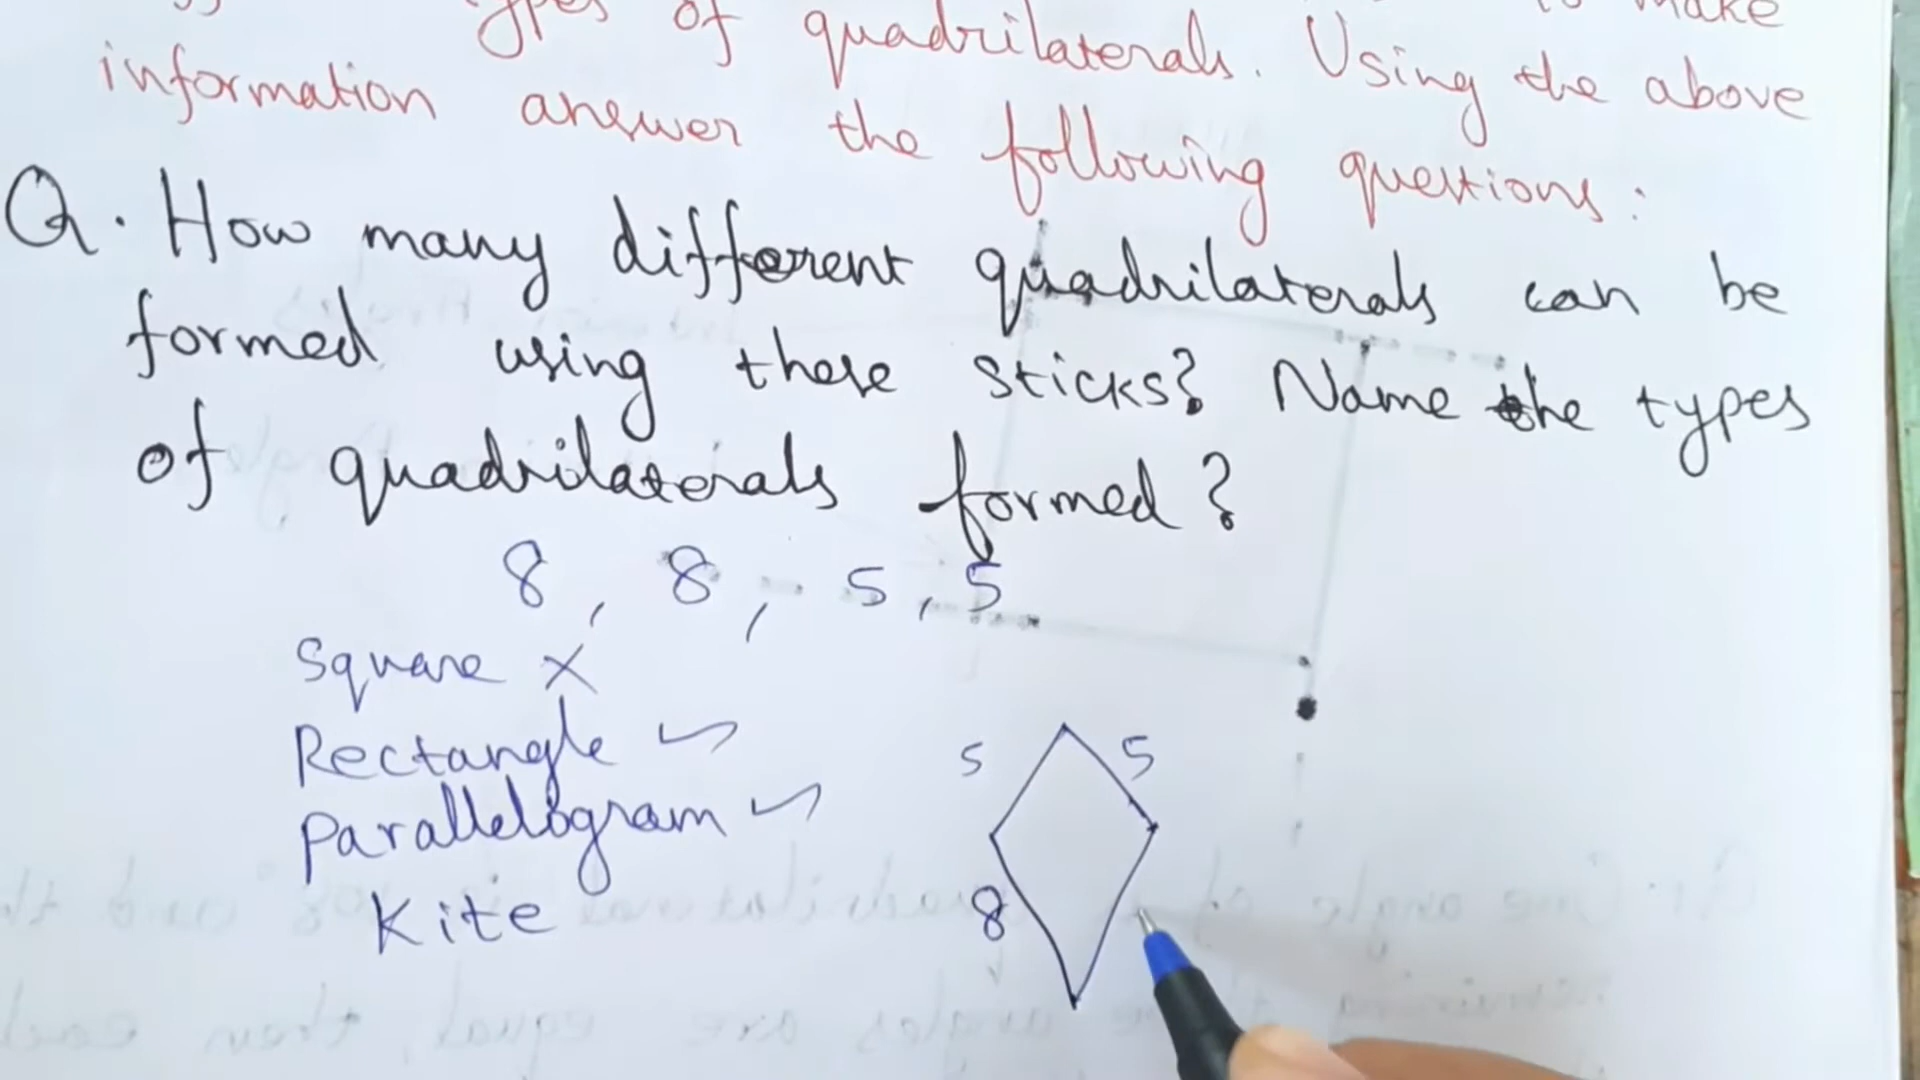 types of quadrilaterals. Using the above
to make
information answer the following questions:
Q. How many different quadrilaterals can be
formed using these sticks? Name the types
of quadrilaterals formed?
8, 8, 5, 5
Square ×
Rectangle ✓
Parallelogram ✓
Kite
5 5
8